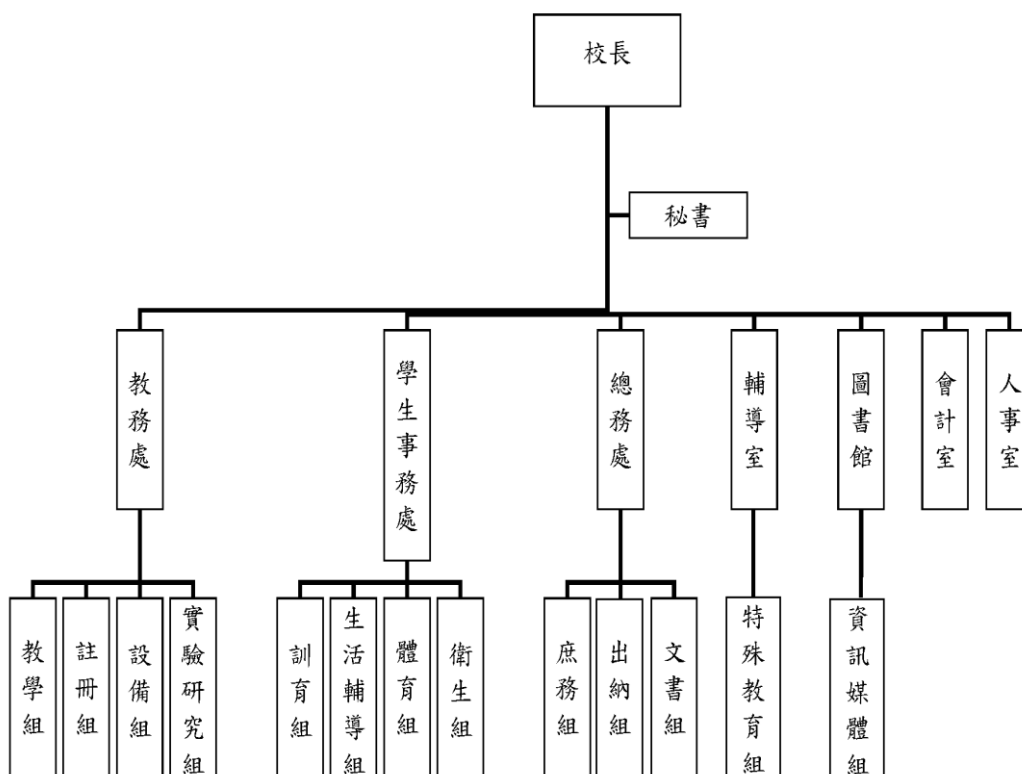 校長
秘書
教務處
學生事務處
總務處
輔導室
圖書館
會計室
人事室
教學組
註冊組
設備組
實驗研究組
訓育組
生活輔導組
體育組
衛生組
庶務組
出納組
文書組
特殊教育組
資訊媒體組